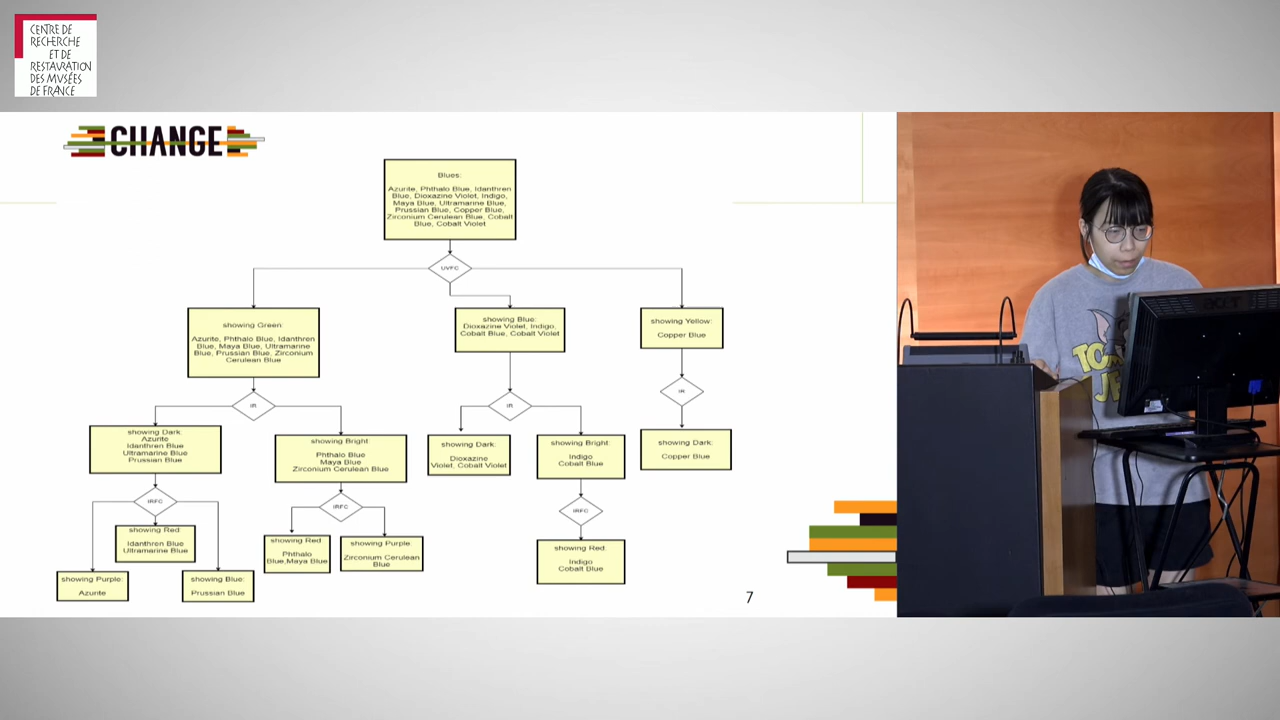 CENTRE DE
RECHERCHE
ET DE
RESTAURATION
DES MUSÉES
DE FRANCE
CHANGE
Blues:
Azurite, Phthalo Blue, Idanthren
Blue, Dioxazine Violet, Indigo,
Maya Blue, Ultramarine Blue,
Prussian Blue, Copper Blue,
Zirconium Cerulean Blue, Cobalt
Blue, Cobalt Violet
UVFC
showing Green:
Azurite, Phthalo Blue, Idanthren
Blue, Maya Blue, Ultramarine
Blue, Prussian Blue, Zirconium
Cerulean Blue
showing Blue:
Dioxazine Violet, Indigo,
Cobalt Blue, Cobalt Violet
showing Yellow:
Copper Blue
IR
IR
IR
showing Dark:
Azurite
Idanthren Blue
Ultramarine Blue
Prussian Blue
showing Bright
Phthalo Blue
Maya Blue
Zirconium Cerulean Blue
showing Dark:
Dioxazine
Violet, Cobalt Violet
showing Bright:
Indigo
Cobalt Blue
showing Dark:
Copper Blue
IRFC
IRFC
IRFC
showing Red:
Idanthren Blue
Ultramarine Blue
showing Red
Phthalo
Blue,Maya Blue
showing Purple:
Zirconium Cerulean
Blue
showing Red:
Indigo
Cobalt Blue
showing Purple:
Azurite
showing Blue:
Prussian Blue
7
TOM
JE
acer